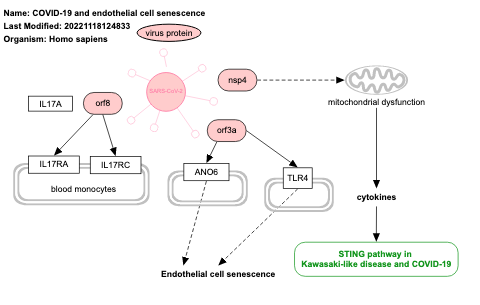 Name: COVID-19 and endothelial cell senescence
Last Modified: 20221118124833
Organism: Homo sapiens
virus protein
SARS-CoV-2
nsp4
mitochondrial dysfunction
IL17A
orf8
orf3a
IL17RA
IL17RC
blood monocytes
ANO6
TLR4
cytokines
Endothelial cell senescence
STING pathway in
Kawasaki-like disease and COVID-19